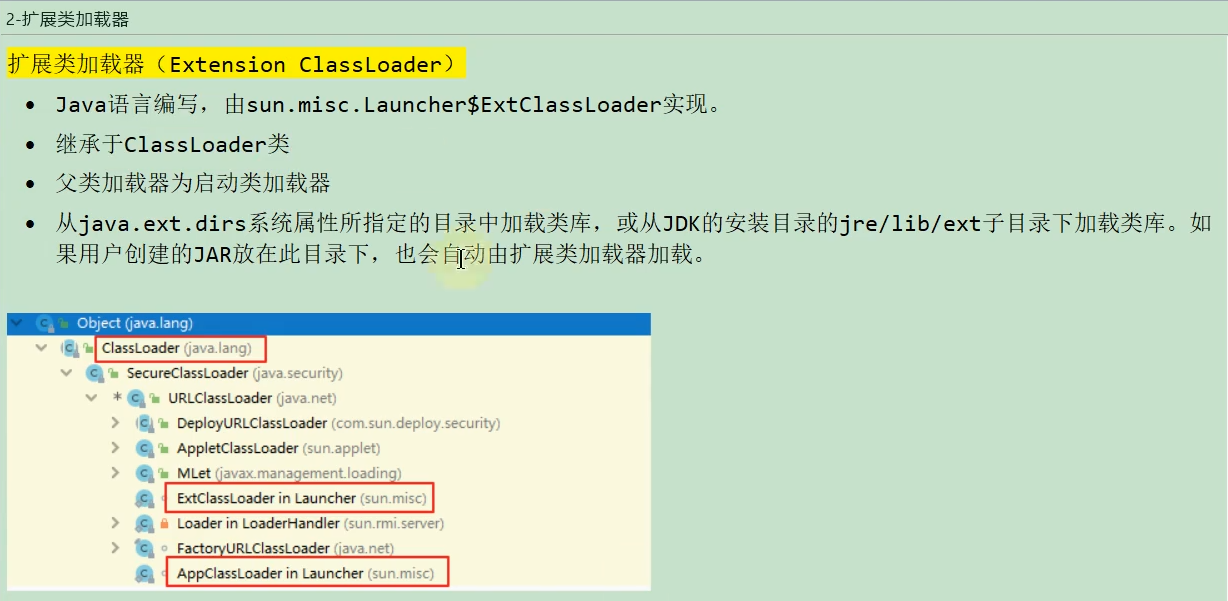 2-扩展类加载器
扩展类加载器（Extension ClassLoader）
• Java语言编写，由sun.misc.Launcher$ExtClassLoader实现。
• 继承于ClassLoader类
• 父类加载器为启动类加载器
• 从java.ext.dirs系统属性所指定的目录中加载类库，或从JDK的安装目录的jre/lib/ext子目录下加载类库。如
果用户创建的JAR放在此目录下，也会自动由扩展类加载器加载。
Object (java.lang)
ClassLoader (java.lang)
SecureClassLoader (java.security)
* URLClassLoader (java.net)
DeployURLClassLoader (com.sun.deploy.security)
AppletClassLoader (sun.applet)
MLet (javax.management.loading)
ExtClassLoader in Launcher (sun.misc)
Loader in LoaderHandler (sun.rmi.server)
FactoryURLClassLoader (java.net)
AppClassLoader in Launcher (sun.misc)